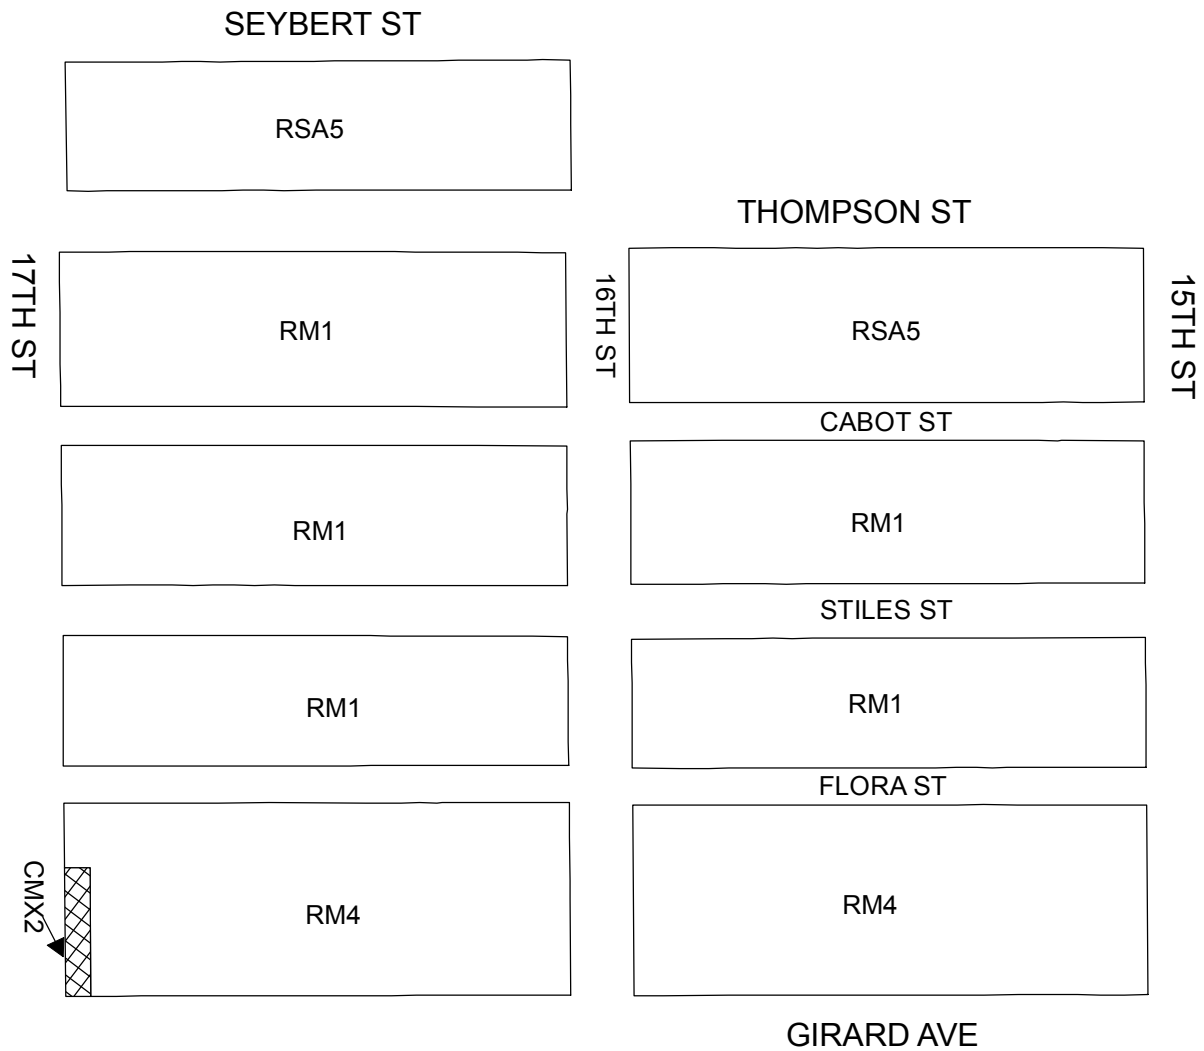 SEYBERT ST
RSA5
THOMPSON ST
17TH ST
RM1
16TH ST
RSA5
15TH ST
CABOT ST
RM1
RM1
STILES ST
RM1
RM1
FLORA ST
CMX2
RM4
RM4
GIRARD AVE